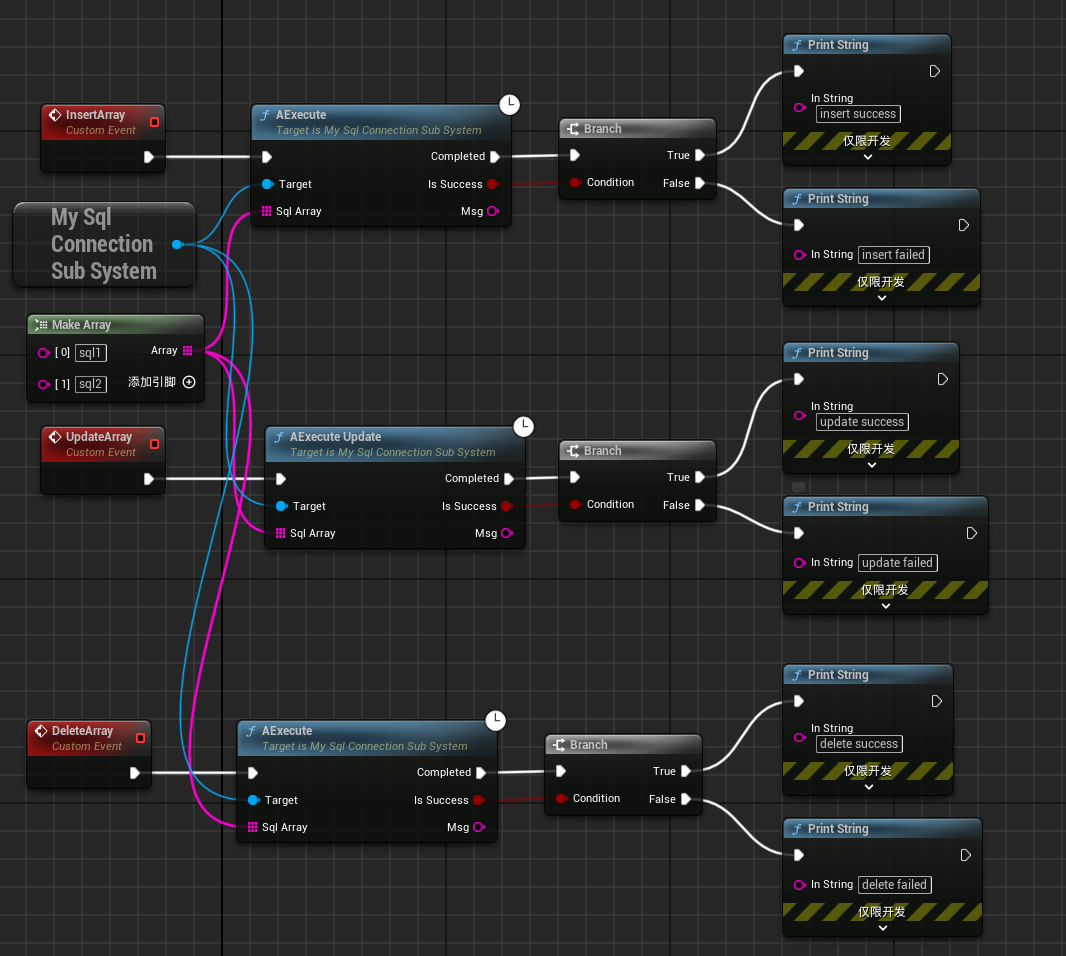 InsertArray
Custom Event
AExecute
Target is My Sql Connection Sub System
Completed
Target
Is Success
Sql Array
Msg
Branch
True
Condition
False
Print String
In String
insert success
仅限开发
Print String
In String insert failed
仅限开发
My Sql
Connection
Sub System
Make Array
[ 0] sql1
Array
[ 1] sql2
添加引脚
UpdateArray
Custom Event
AExecute Update
Target is My Sql Connection Sub System
Completed
Target
Is Success
Sql Array
Msg
Branch
True
Condition
False
Print String
In String
update success
仅限开发
Print String
In String update failed
仅限开发
DeleteArray
Custom Event
AExecute
Target is My Sql Connection Sub System
Completed
Target
Is Success
Sql Array
Msg
Branch
True
Condition
False
Print String
In String
delete success
仅限开发
Print String
In String delete failed
仅限开发